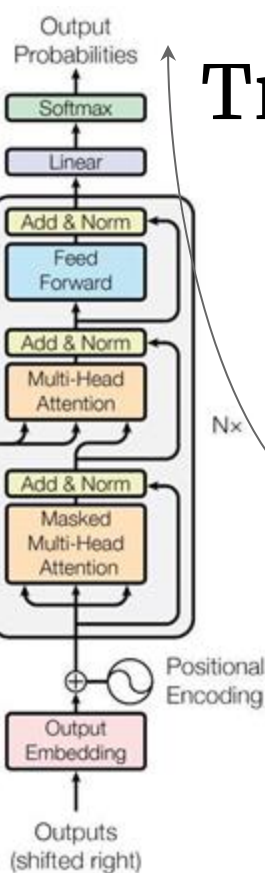 Output
Probabilities
Softmax
Linear
Add & Norm
Feed
Forward
Add & Norm
Multi-Head
Attention
N×
Add & Norm
Masked
Multi-Head
Attention
Positional
Encoding
Output
Embedding
Outputs
(shifted right)